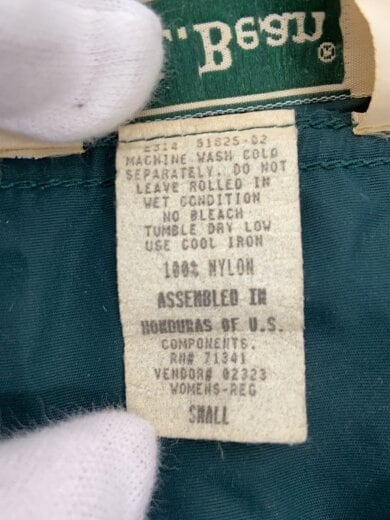 L. Bean®
2314 51825-02
MACHINE WASH COLD
SEPARATELY. DO NOT
LEAVE ROLLED IN
WET CONDITION
NO BLEACH
TUMBLE DRY LOW
USE COOL IRON
100% NYLON
ASSEMBLED IN
HONDURAS OF U.S.
COMPONENTS.
RN# 71341
VENDOR# 02323
WOMENS-REG
SMALL